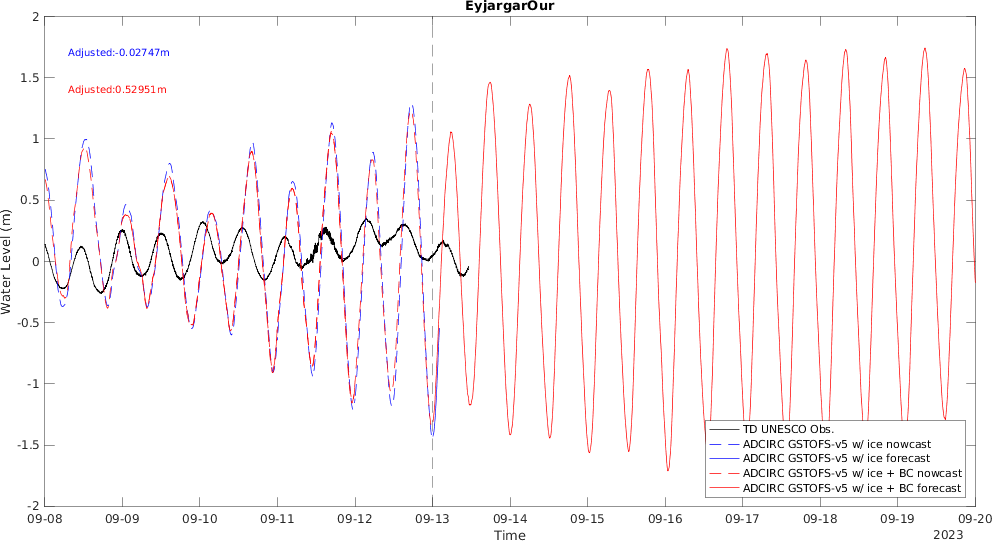 EyjargarOur
Adjusted:-0.02747m
Adjusted:0.52951m
Water Level (m)
2
1.5
1
0.5
0
-0.5
-1
-1.5
-2
TD UNESCO Obs.
ADCIRC GSTOFS-v5 w/ ice nowcast
ADCIRC GSTOFS-v5 w/ ice forecast
ADCIRC GSTOFS-v5 w/ ice + BC nowcast
ADCIRC GSTOFS-v5 w/ ice + BC forecast
09-08 09-09 09-10 09-11 09-12 09-13 09-14 09-15 09-16 09-17 09-18 09-19 09-20
Time
2023